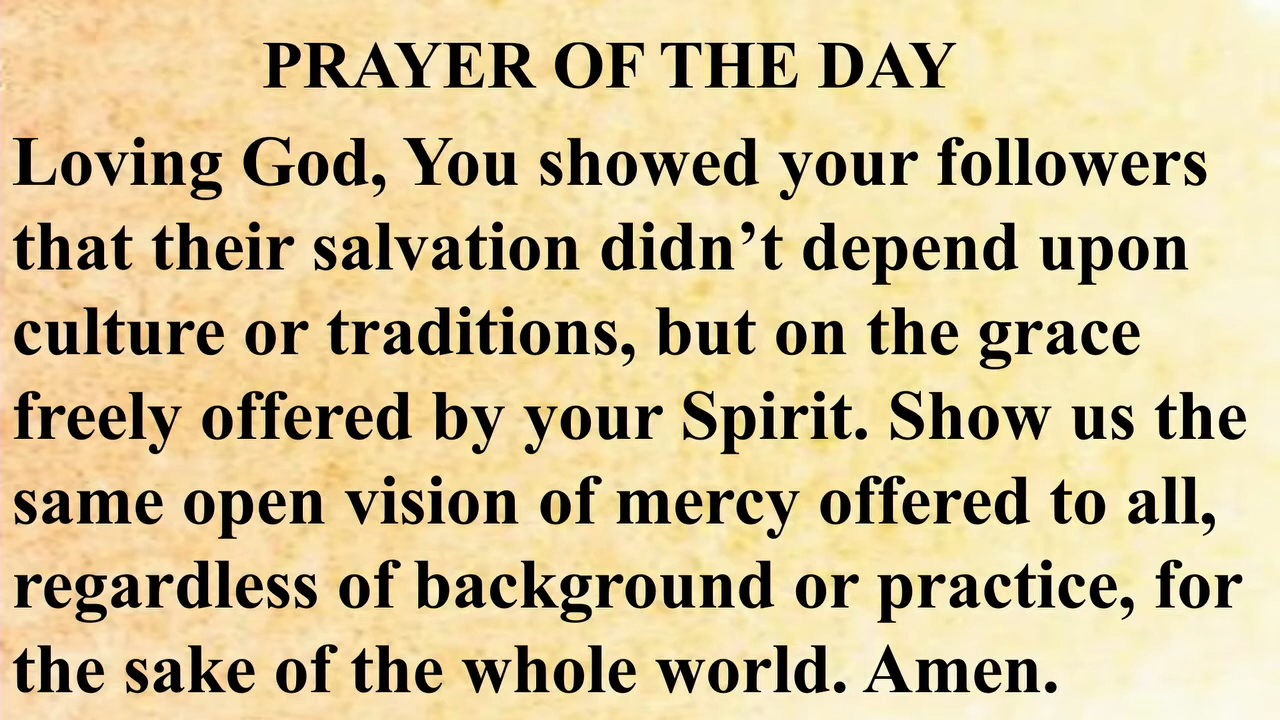 PRAYER OF THE DAY
Loving God, You showed your followers
that their salvation didn’t depend upon
culture or traditions, but on the grace
freely offered by your Spirit. Show us the
same open vision of mercy offered to all,
regardless of background or practice, for
the sake of the whole world. Amen.